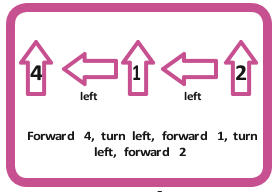 4 1 2
left left
Forward 4, turn left, forward 1, turn
left, forward 2